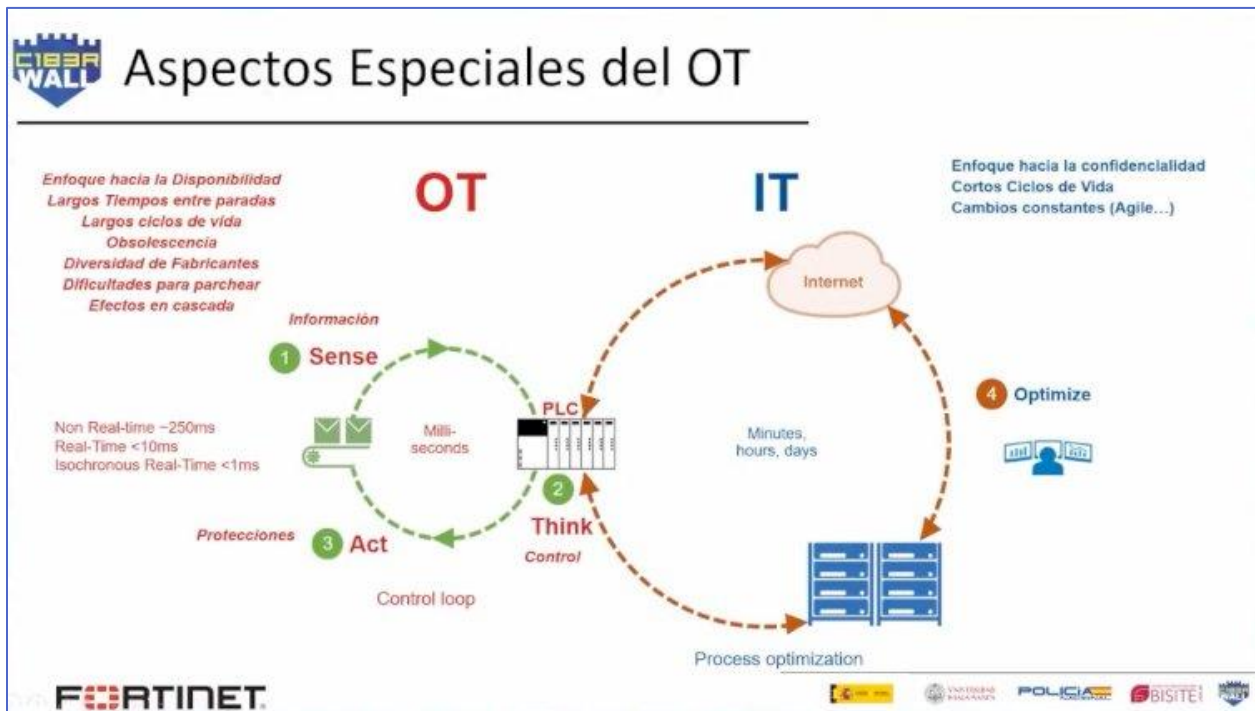 C1B3R
WALL
Aspectos Especiales del OT
Enfoque hacia la Disponibilidad
Largos Tiempos entre paradas
Largos ciclos de vida
Obsolescencia
Diversidad de Fabricantes
Dificultades para parchear
Efectos en cascada
OT
IT
Enfoque hacia la confidencialidad
Cortos Ciclos de Vida
Cambios constantes (Agile...)
Internet
Información
1 Sense
Non Real-time ~250ms
Real-Time <10ms
Isochronous Real-Time <1ms
Milli-
seconds
PLC
2
Think
Control
Minutes,
hours, days
4 Optimize
Protecciones
3 Act
Control loop
Process optimization
FORTINET.
POLICIA
BISITE